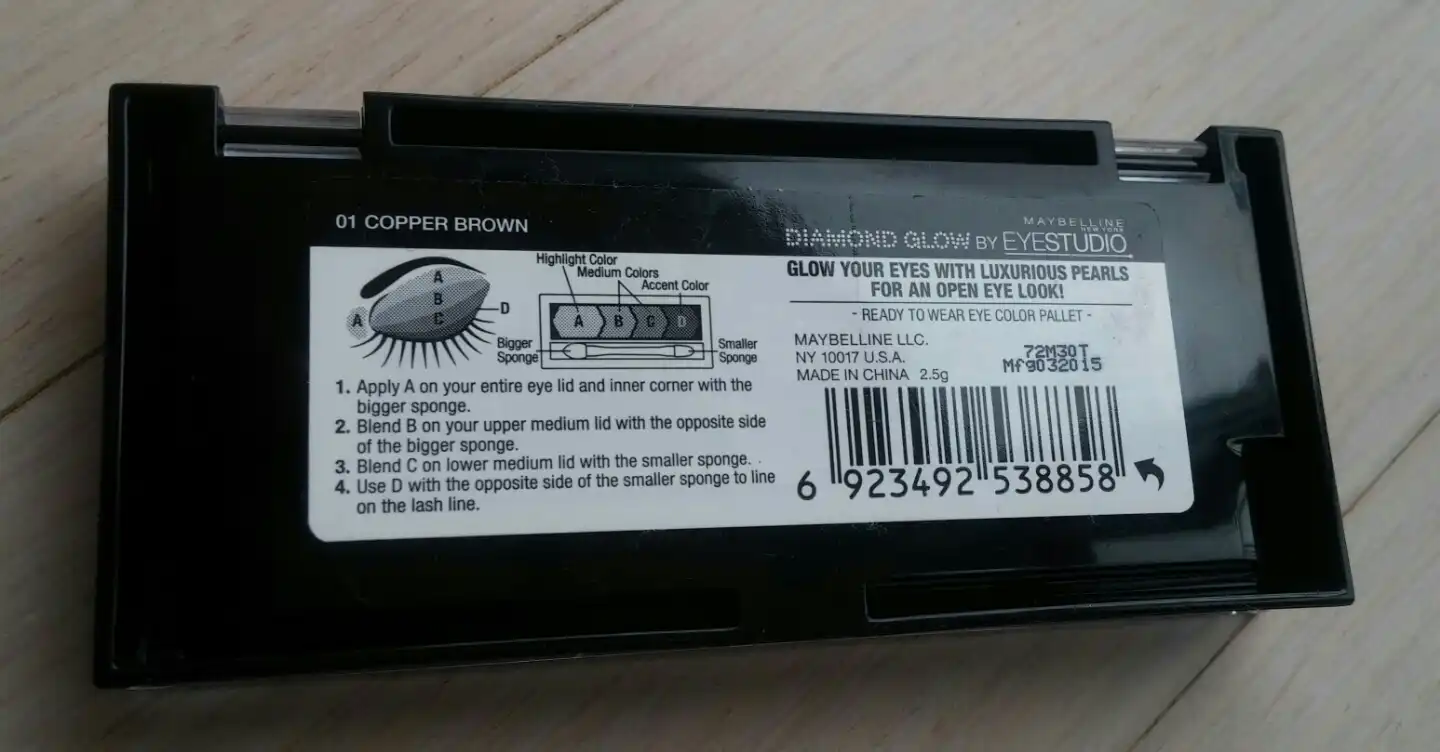 01 COPPER BROWN
MAYBELLINE
NEW YORK
DIAMOND GLOW BY EYESTUDIO
A
B
C
A
D
Highlight Color
Medium Colors
Accent Color
A B C D
Bigger
Sponge
Smaller
Sponge
1. Apply A on your entire eye lid and inner corner with the
bigger sponge.
2. Blend B on your upper medium lid with the opposite side
of the bigger sponge.
3. Blend C on lower medium lid with the smaller sponge.
4. Use D with the opposite side of the smaller sponge to line
on the lash line.
GLOW YOUR EYES WITH LUXURIOUS PEARLS
FOR AN OPEN EYE LOOK!
- READY TO WEAR EYE COLOR PALLET -
MAYBELLINE LLC.
NY 10017 U.S.A.
MADE IN CHINA 2.5g
72M30T
Mfg032015
6 923492 538858